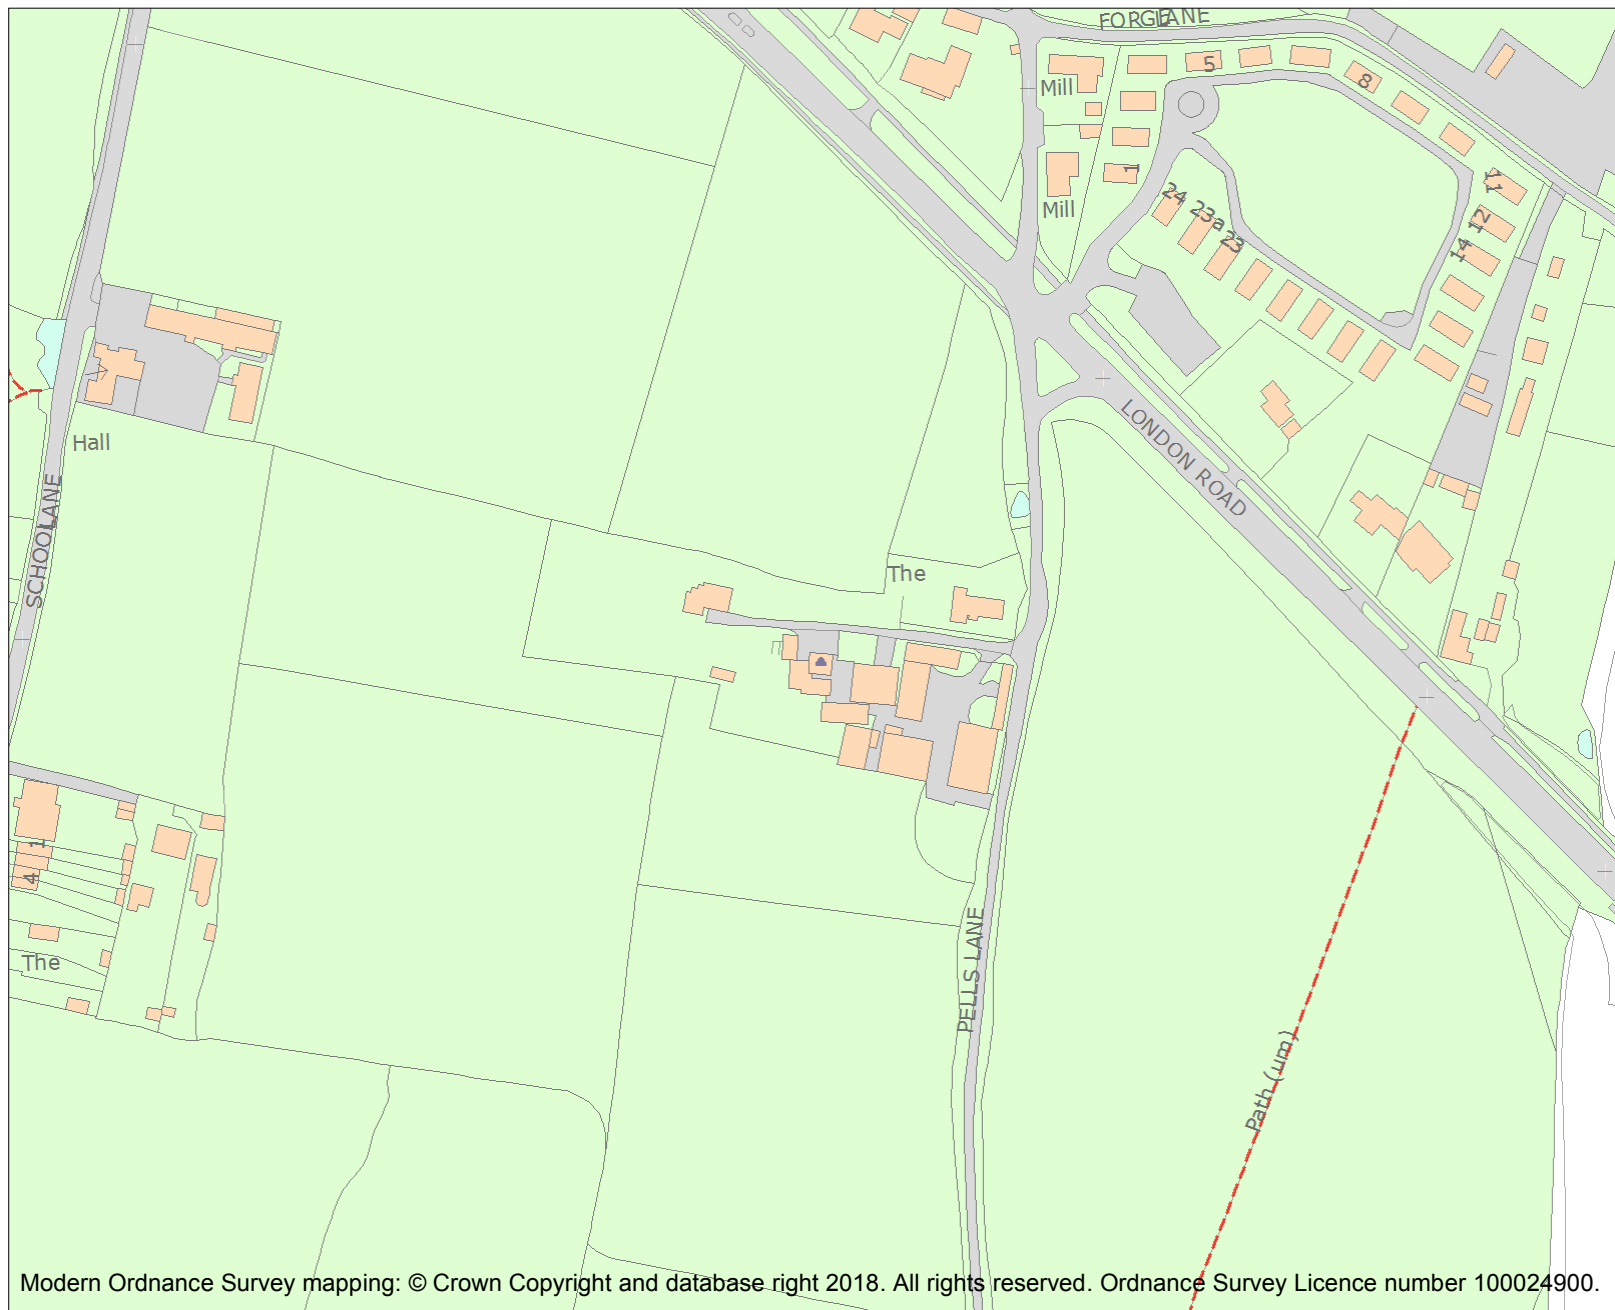 FORGE LANE
Mill
5
8
1
Mill
24
23a
23
11
12
14
Hall
LONDON ROAD
SCHOOL LANE
The
1
4
The
PELLS LANE
Path (um)
Modern Ordnance Survey mapping: © Crown Copyright and database right 2018. All rights reserved. Ordnance Survey Licence number 100024900.